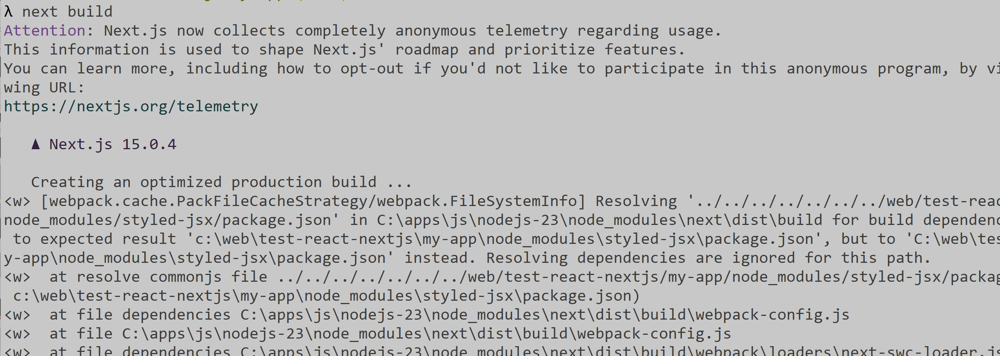 λ next build
Attention: Next.js now collects completely anonymous telemetry regarding usage.
This information is used to shape Next.js' roadmap and prioritize features.
You can learn more, including how to opt-out if you'd not like to participate in this anonymous program, by vi
wing URL:
https://nextjs.org/telemetry
▲ Next.js 15.0.4
Creating an optimized production build ...
<w> [webpack.cache.PackFileCacheStrategy/webpack.FileSystemInfo] Resolving '../../../../../../../web/test-reac
node_modules/styled-jsx/package.json' in C:\apps\js\nodejs-23\node_modules\next\dist\build for build dependenc
to expected result 'c:\web\test-react-nextjs\my-app\node_modules\styled-jsx\package.json', but to 'C:\web\tes
y-app\node_modules\styled-jsx\package.json' instead. Resolving dependencies are ignored for this path.
<w>  at resolve commonjs file ../../../../../../../web/test-react-nextjs/my-app/node_modules/styled-jsx/packag
c:\web\test-react-nextjs\my-app\node_modules\styled-jsx\package.json)
<w>  at file dependencies C:\apps\js\nodejs-23\node_modules\next\dist\build\webpack-config.js
<w>  at file C:\apps\js\nodejs-23\node_modules\next\dist\build\webpack-config.js
<w>  at file dependencies C:\apps\js\nodejs-23\node_modules\next\dist\build\webpack\loaders\next-swc-loader.js